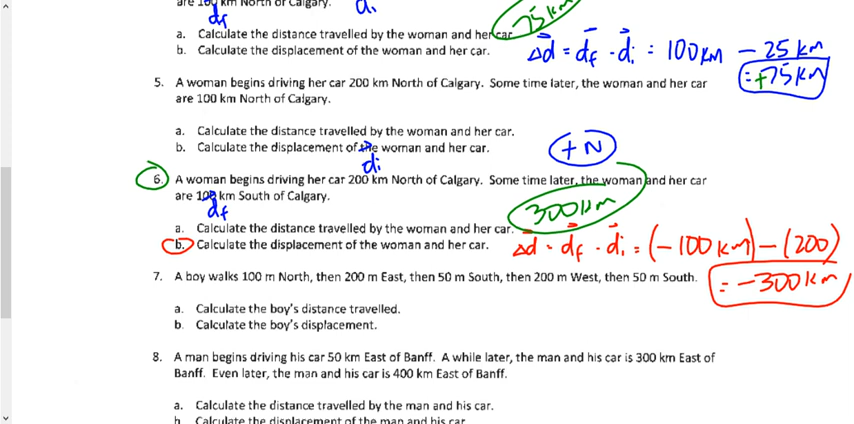 are 100 km North of Calgary.
di
df
75 km
a. Calculate the distance travelled by the woman and her car.
b. Calculate the displacement of the woman and her car.
Δd = df - di = 100 km - 25 km
= +75 km
5. A woman begins driving her car 200 km North of Calgary. Some time later, the woman and her car
are 100 km North of Calgary.
a. Calculate the distance travelled by the woman and her car.
b. Calculate the displacement of the woman and her car.
+ N
di
6. A woman begins driving her car 200 km North of Calgary. Some time later, the woman and her car
are 100 km South of Calgary.
df
300 km
a. Calculate the distance travelled by the woman and her car.
b. Calculate the displacement of the woman and her car.
Δd = df - di = (-100 km) - (200)
= -300 km
7. A boy walks 100 m North, then 200 m East, then 50 m South, then 200 m West, then 50 m South.
a. Calculate the boy's distance travelled.
b. Calculate the boy's displacement.
8. A man begins driving his car 50 km East of Banff. A while later, the man and his car is 300 km East of
Banff. Even later, the man and his car is 400 km East of Banff.
a. Calculate the distance travelled by the man and his car.
b. Calculate the displacement of the man and his car.